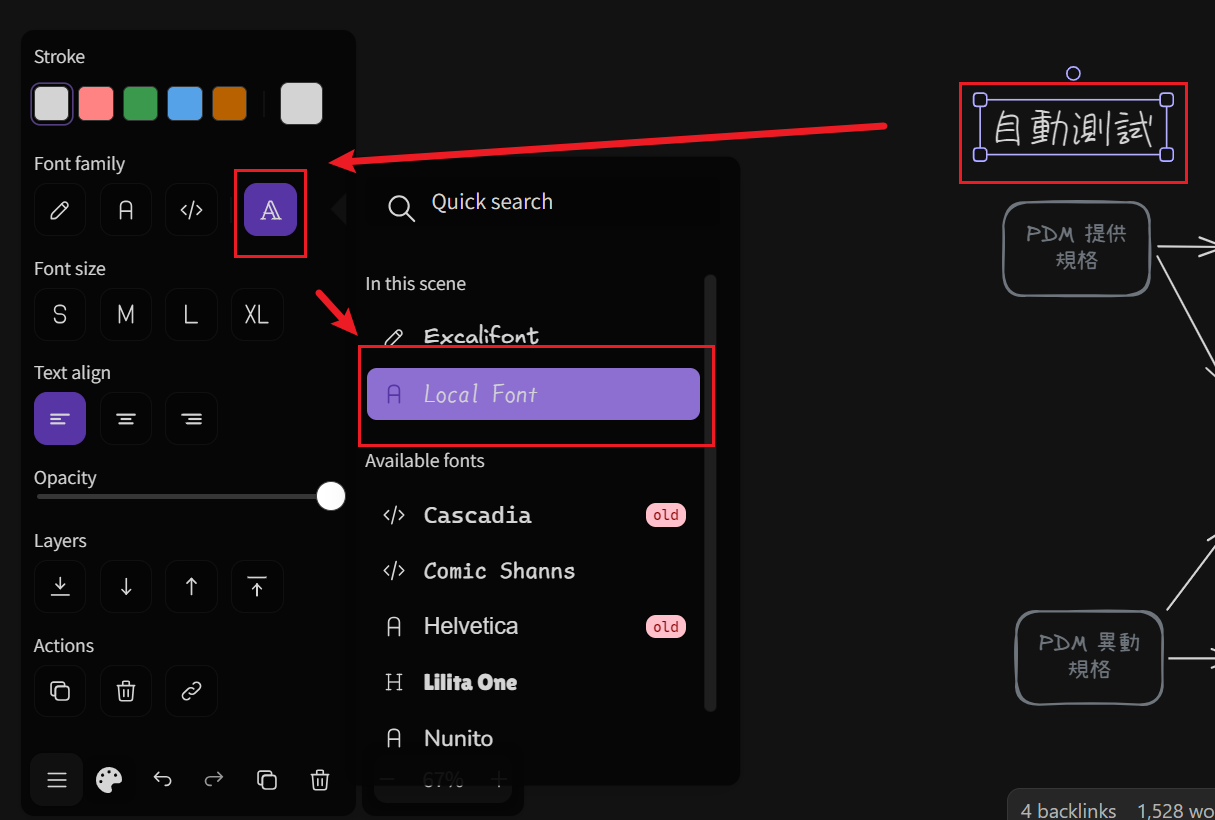 Stroke
Font family
Font size
S M L XL
Text align
Opacity
Layers
Actions
Quick search
In this scene
Excalifont
Local Font
Available fonts
Cascadia old
Comic Shanns
Helvetica old
Lilita One
Nunito
67%
自動測試
PDM 提供
規格
PDM 異動
規格
4 backlinks 1,528 wo